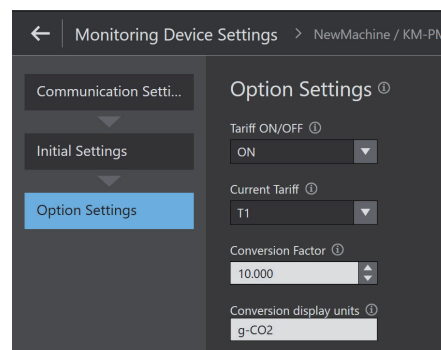 Monitoring Device Settings > NewMachine / KM-PM
Communication Setti...
Initial Settings
Option Settings
Option Settings
Tariff ON/OFF
ON
Current Tariff
T1
Conversion Factor
10.000
Conversion display units
g-CO2